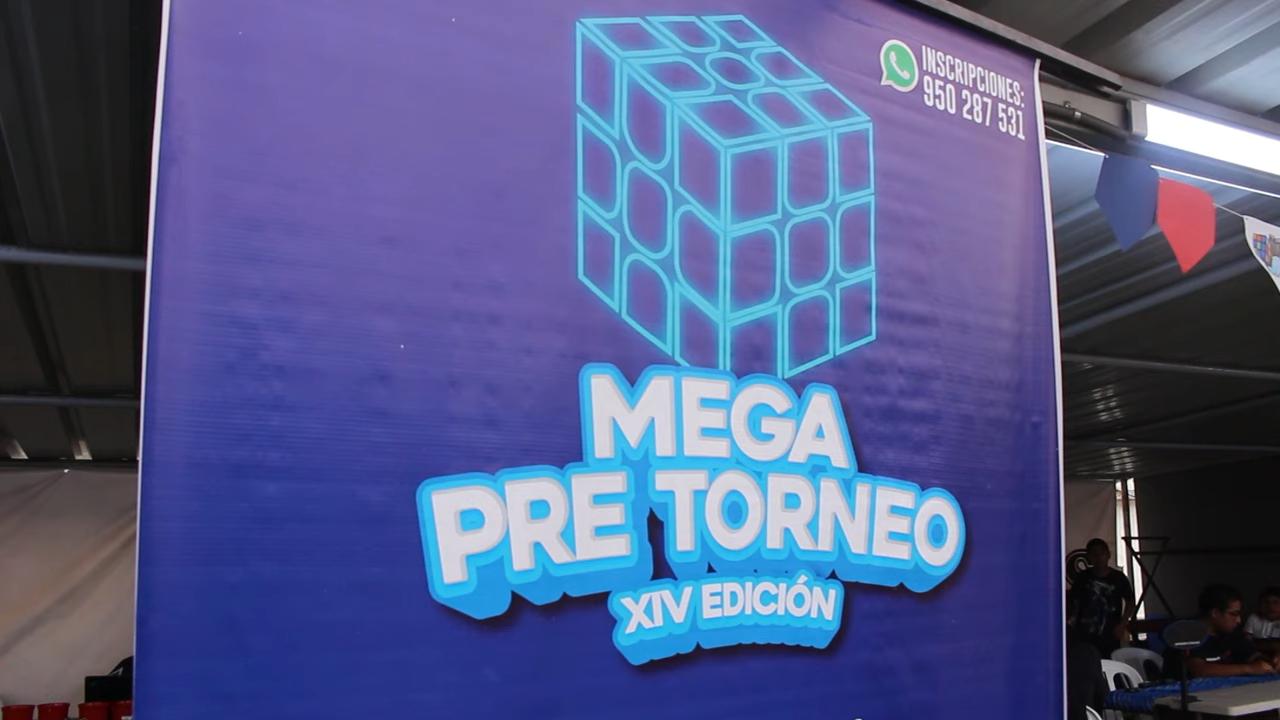 INSCRIPCIONES:
950 287 531
MEGA
PRE TORNEO
XIV EDICIÓN